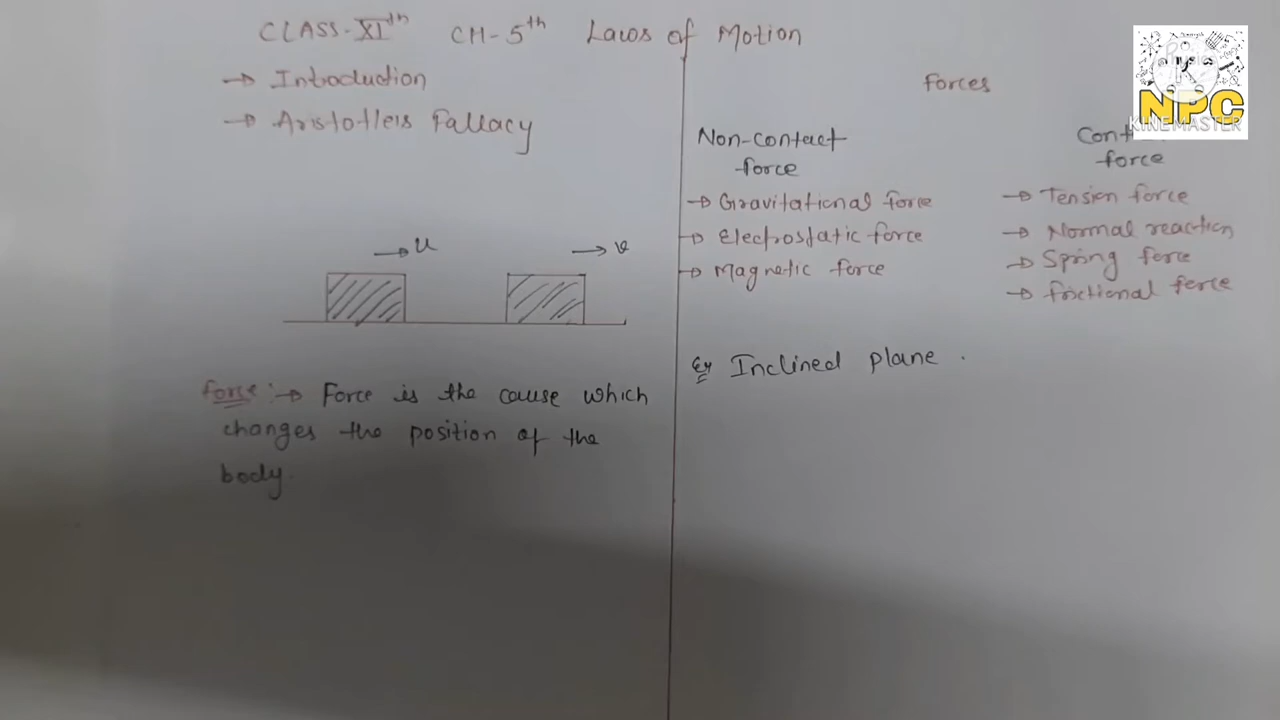 CLASS-XIth CH-5th Laws of Motion
→ Introduction
→ Aristotle's Fallacy
→ u → v
Force :→ Force is the cause which
changes the position of the
body.
Forces
Non-contact
force
→ Gravitational force
→ Electrostatic force
→ Magnetic force
force
→ Tension force
→ Normal reaction
→ Spring force
→ frictional force
Ex Inclined plane .
Physics
NPC
KINEMASTER